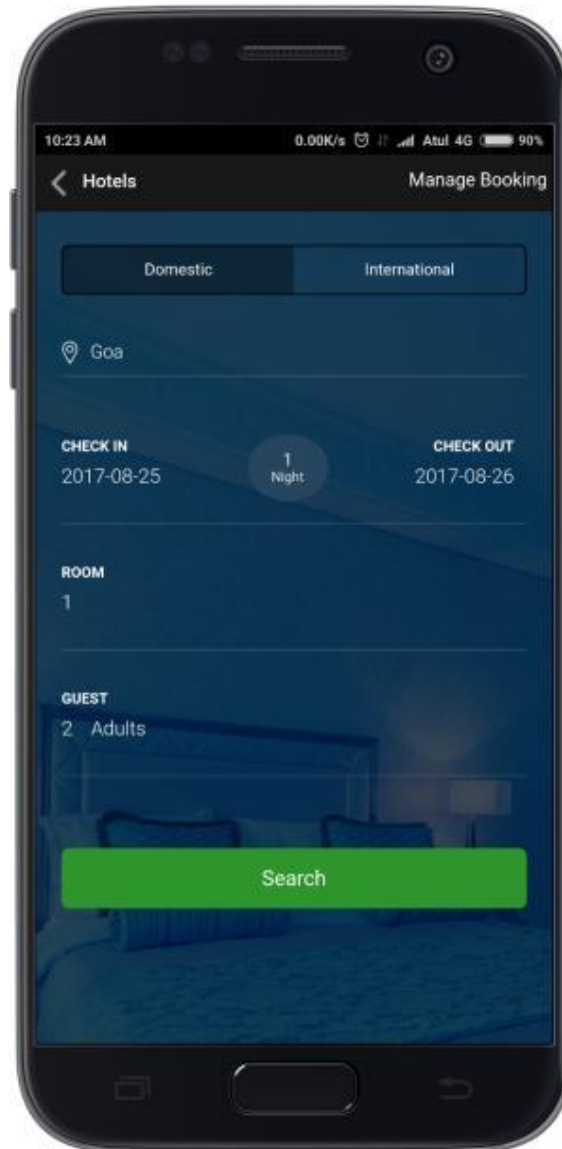 10:23 AM 0.00K/s Atul 4G 90%
Hotels Manage Booking
Domestic International
Goa
CHECK IN 1 CHECK OUT
2017-08-25 Night 2017-08-26
ROOM
1
GUEST
2 Adults
Search